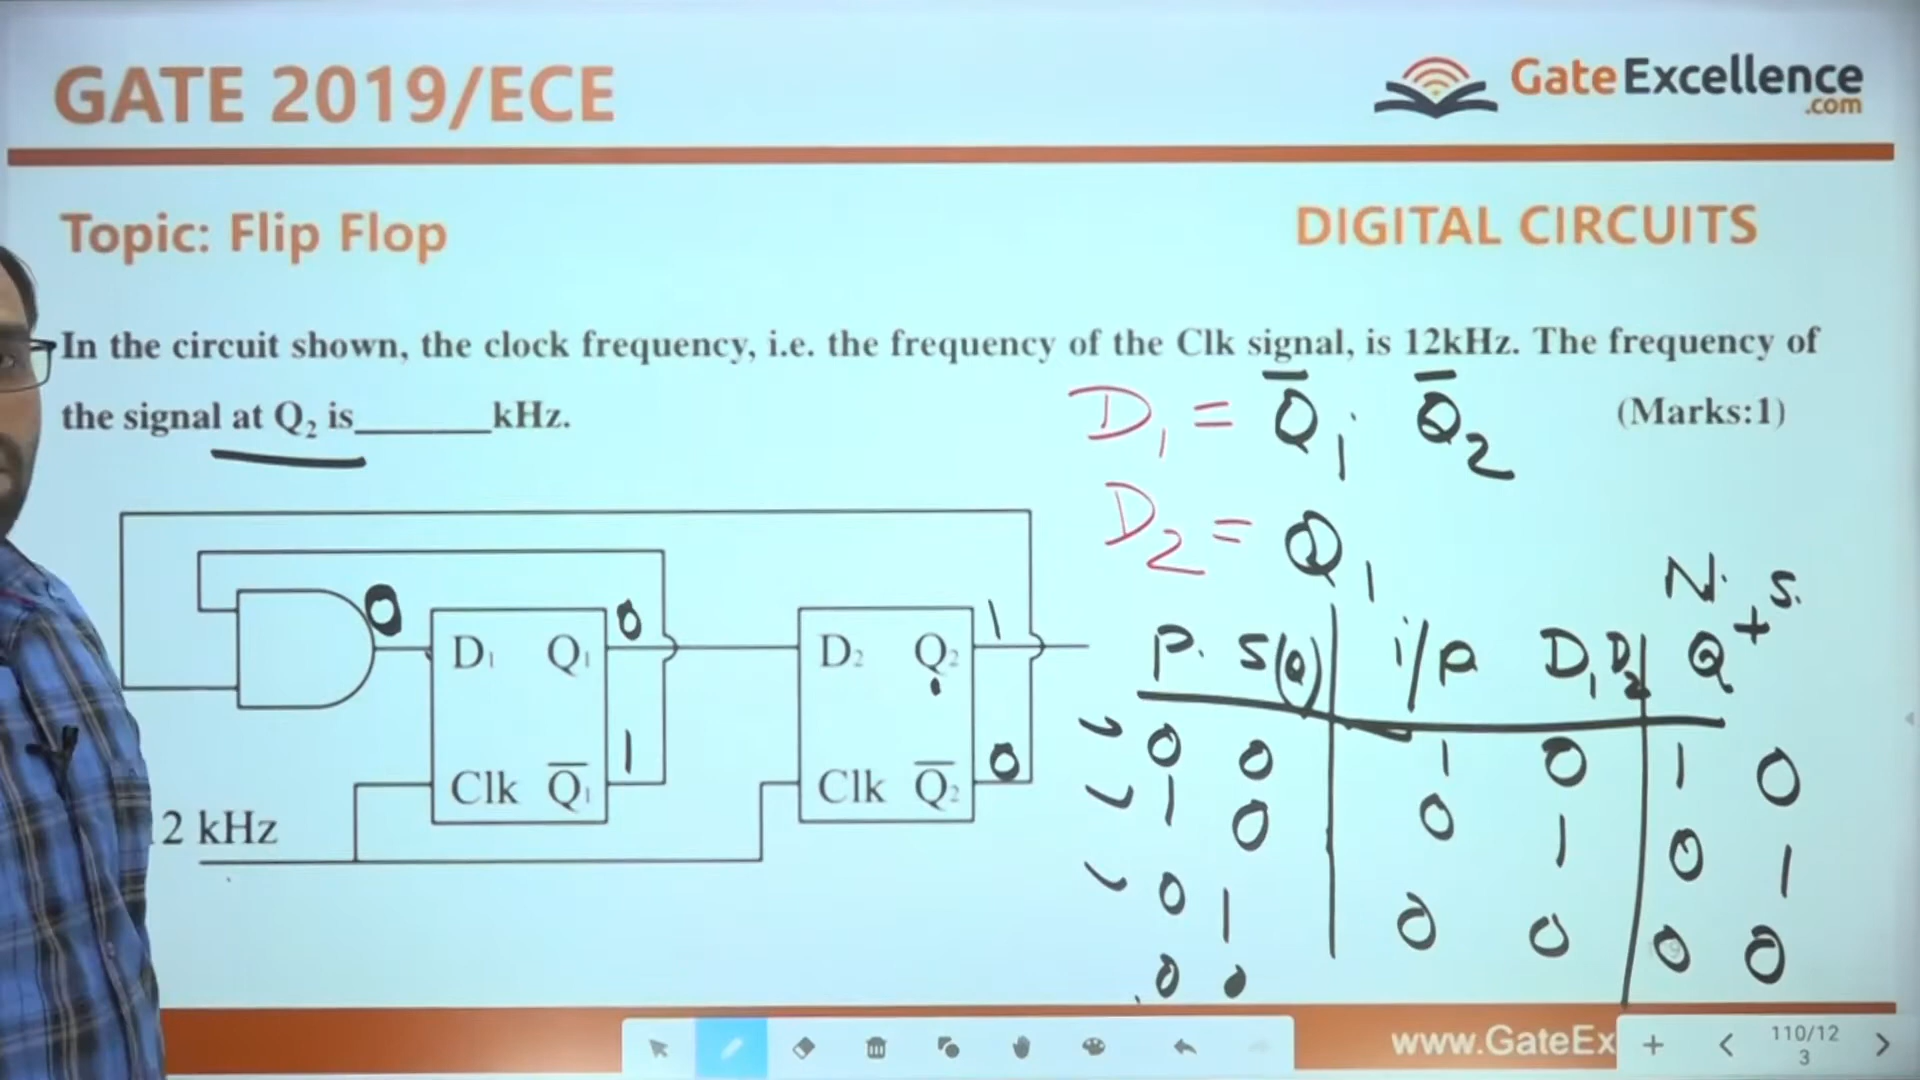 GATE 2019/ECE
GateExcellence
.com
Topic: Flip Flop
DIGITAL CIRCUITS
In the circuit shown, the clock frequency, i.e. the frequency of the Clk signal, is 12kHz. The frequency of
the signal at Q₂ is______kHz.
(Marks:1)
D₁ = Q̅₁ Q̅₂
D₂ = Q₁
N. S.
P. S(Q) i/p D₁ D₂ Q⁺
0 0 1 0 1 0
1 0 0 1 0 1
0 1 0 0 0 0
0 0
0
D₁ Q₁ 0
Clk Q̅₁ 1
D₂ Q₂ 1
Clk Q̅₂ 0
2 kHz
www.GateEx
110/12
3